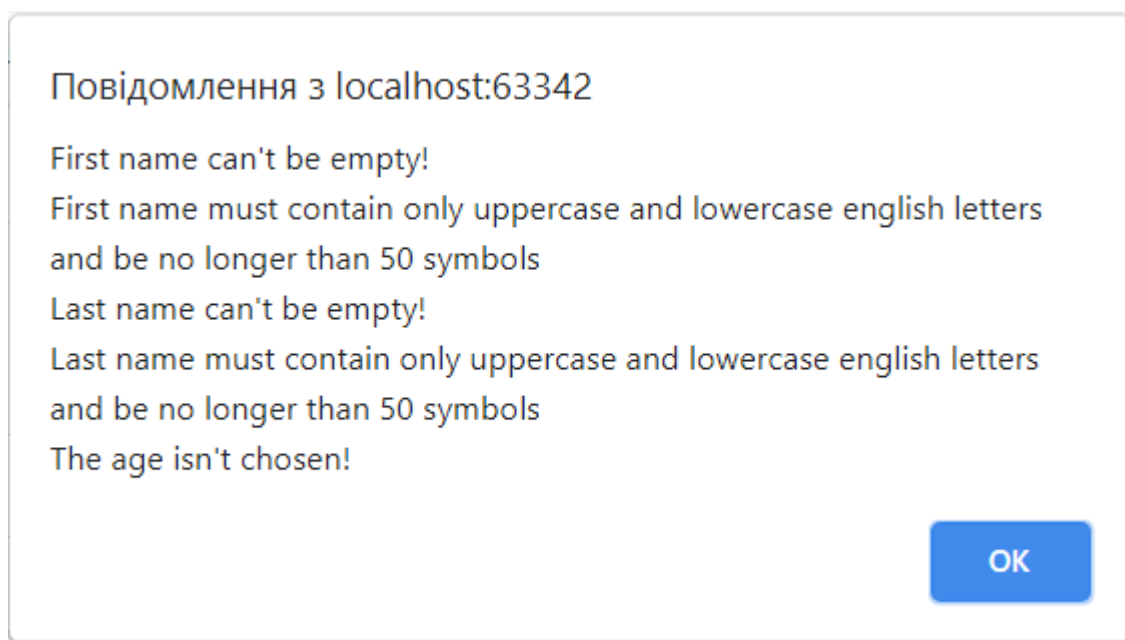 Повідомлення з localhost:63342
First name can't be empty!
First name must contain only uppercase and lowercase english letters
and be no longer than 50 symbols
Last name can't be empty!
Last name must contain only uppercase and lowercase english letters
and be no longer than 50 symbols
The age isn't chosen!
OK